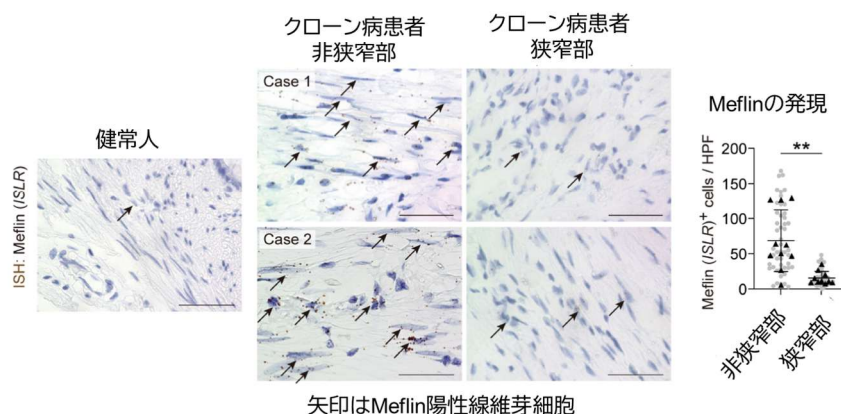 クローン病患者
非狭窄部
クローン病患者
狭窄部
健常人
ISH: Meflin (ISLR)
Case 1
Case 2
矢印はMeflin陽性線維芽細胞
Meflinの発現
**
Meflin (ISLR)+ cells / HPF
200
150
100
50
0
非狭窄部
狭窄部